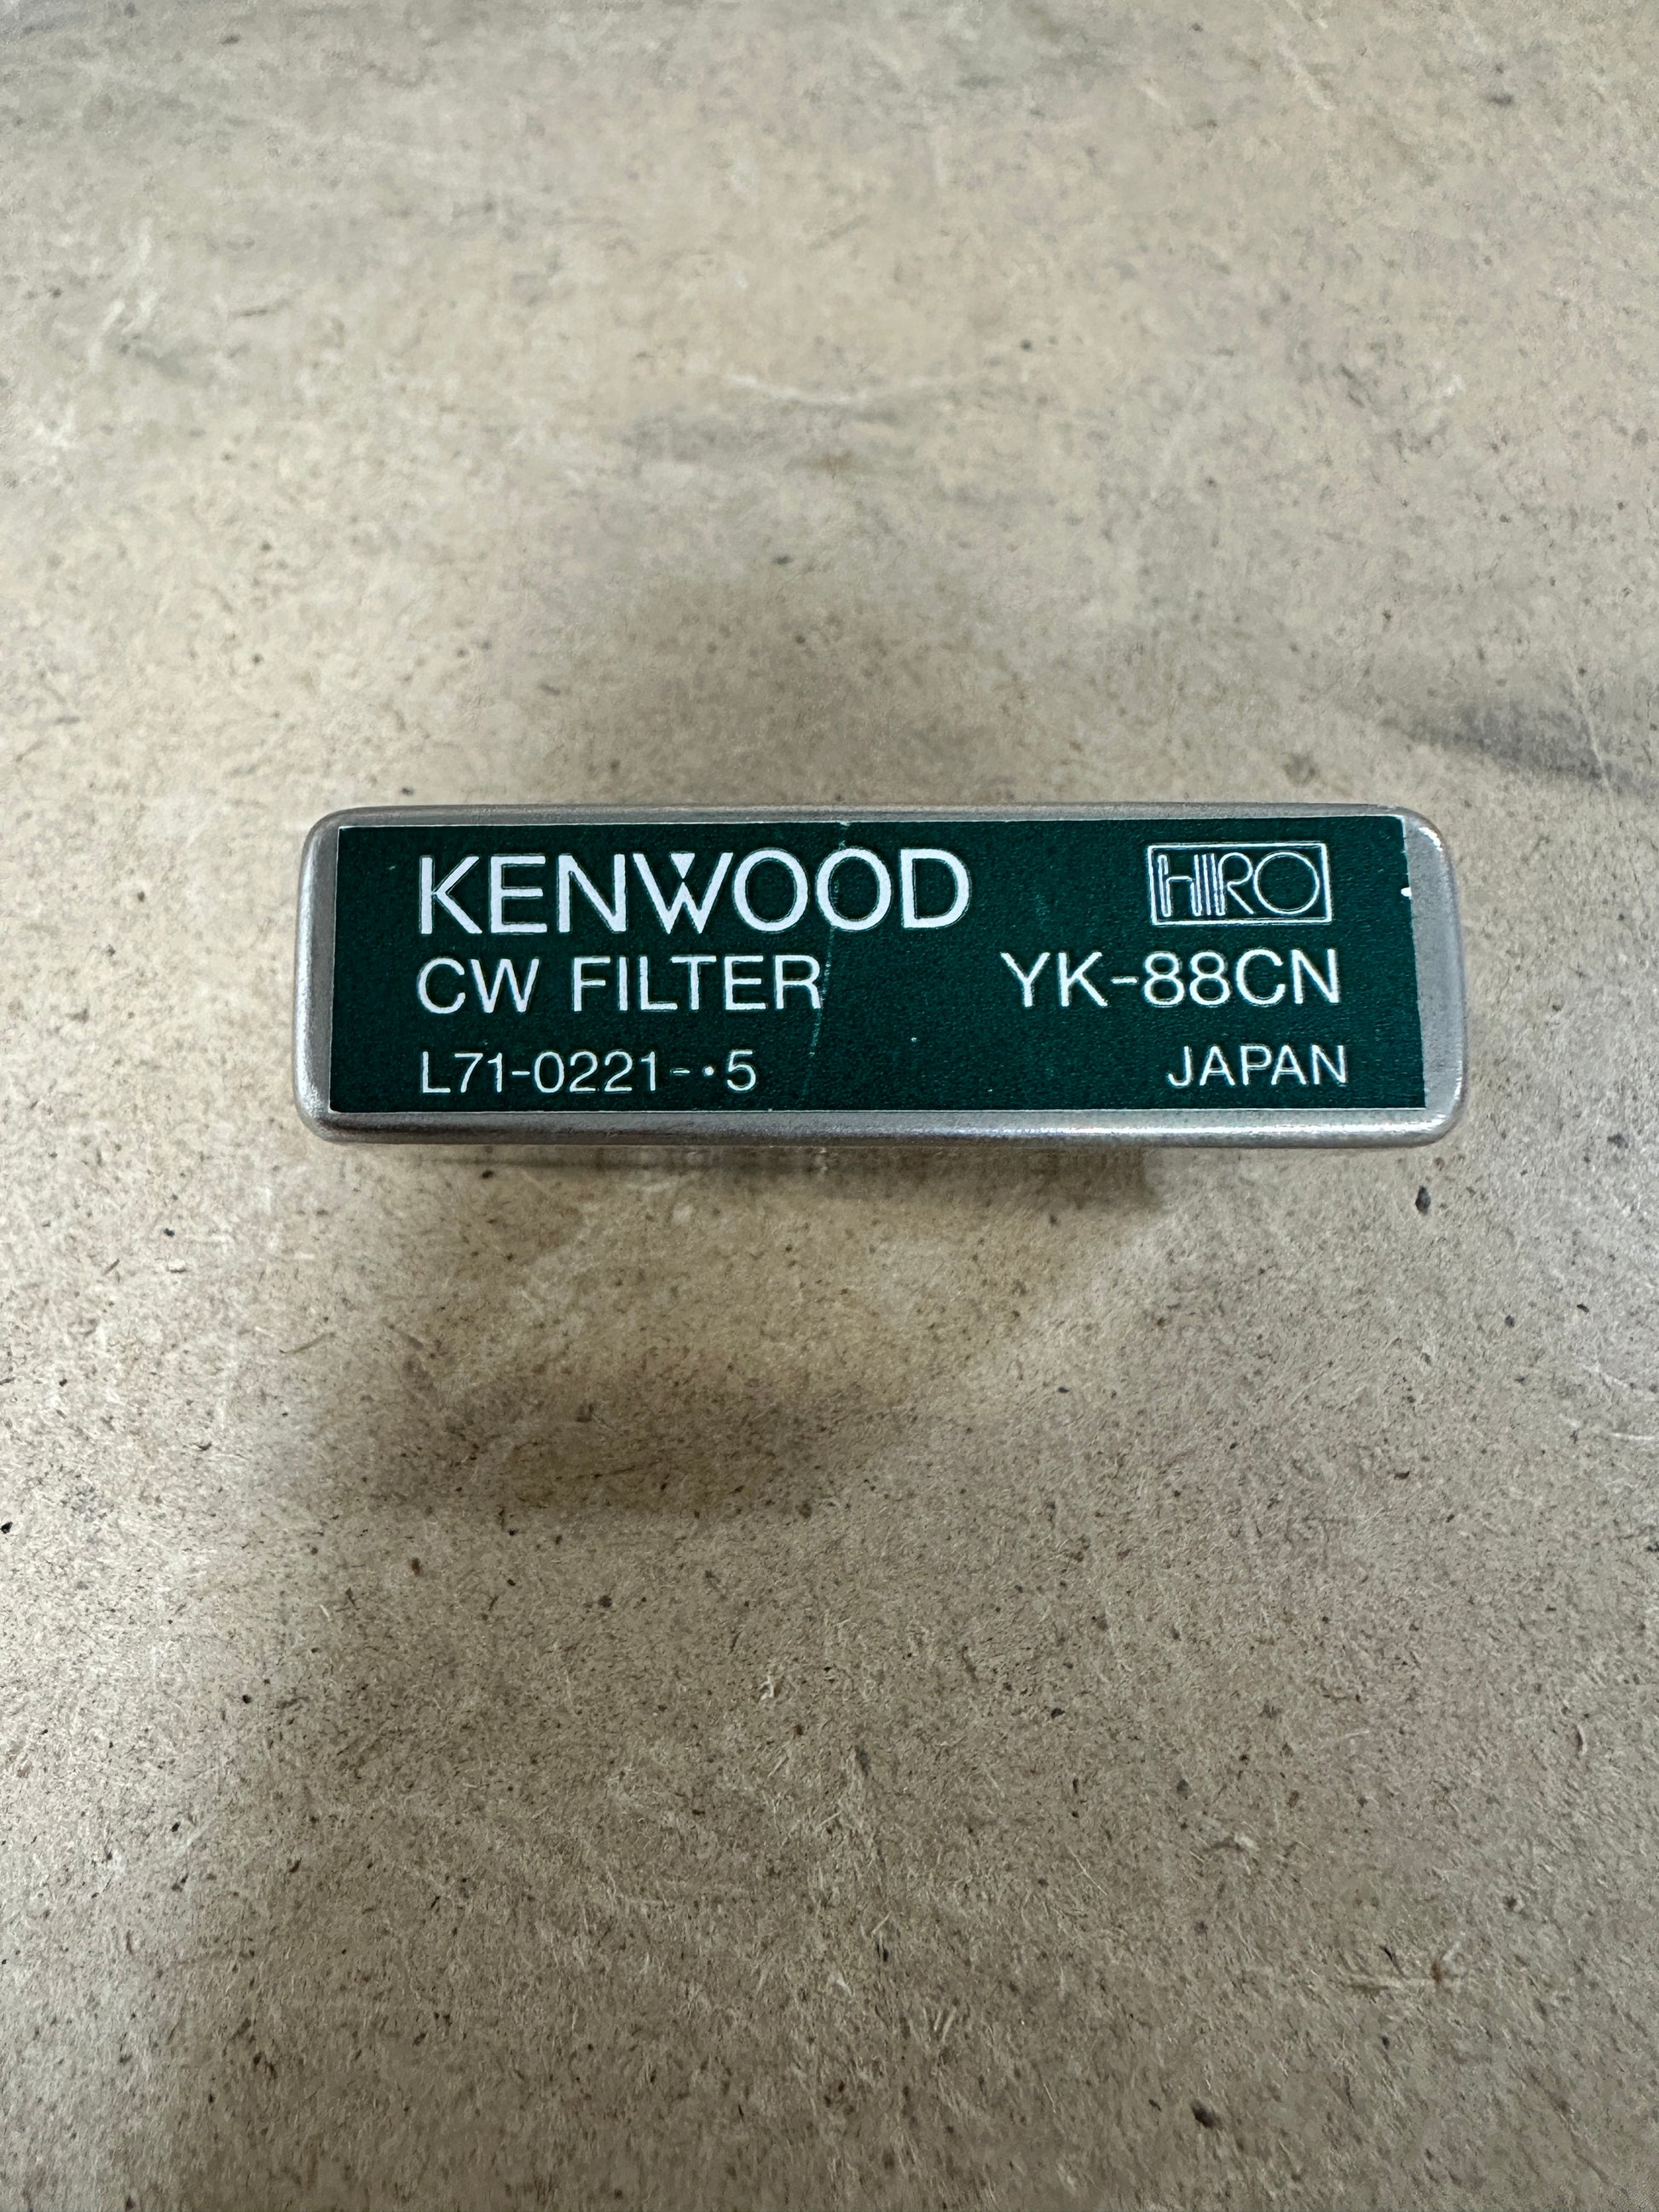 KENWOOD HIRO
CW FILTER YK-88CN
L71-0221-·5 JAPAN